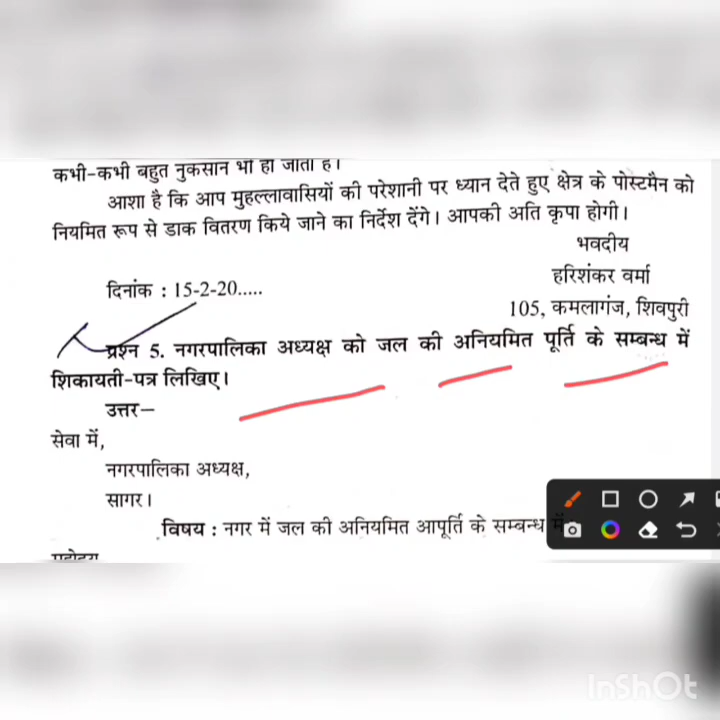 कभी-कभी बहुत नुकसान भी हो जाता है।
आशा है कि आप मुहल्लावासियों की परेशानी पर ध्यान देते हुए क्षेत्र के पोस्टमैन को
नियमित रूप से डाक वितरण किये जाने का निर्देश देंगे। आपकी अति कृपा होगी।
भवदीय
हरिशंकर वर्मा
दिनांक : 15-2-20.....
105, कमलागंज, शिवपुरी
प्रश्न 5. नगरपालिका अध्यक्ष को जल की अनियमित पूर्ति के सम्बन्ध में
शिकायती-पत्र लिखिए।
उत्तर–
सेवा में,
नगरपालिका अध्यक्ष,
सागर।
विषय : नगर में जल की अनियमित आपूर्ति के सम्बन्ध में
महोदय
InShOt